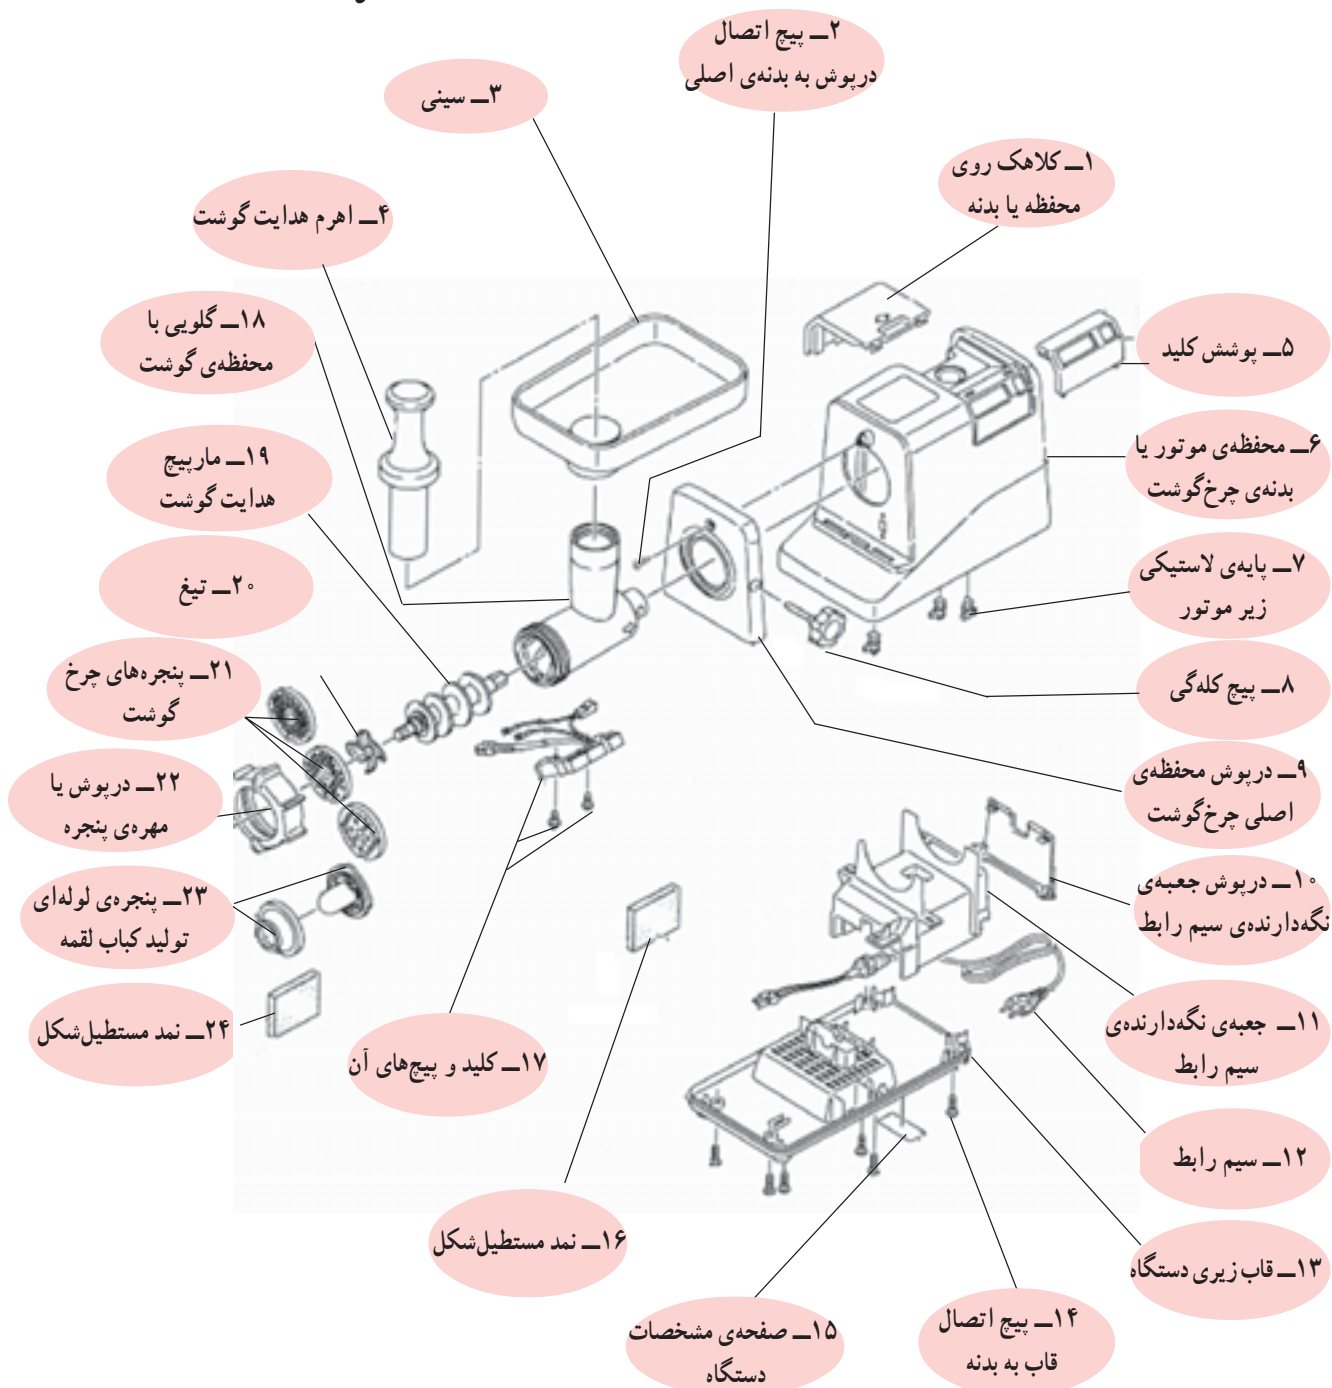 ۱ــ کلاهک روی
محفظه یا بدنه
۲ــ پیچ اتصال
درپوش به بدنه‌ی اصلی
۳ــ سینی
۴ــ اهرم هدایت گوشت
۵ــ پوشش کلید
۶ــ محفظه‌ی موتور یا
بدنه‌ی چرخ‌گوشت
۷ــ پایه‌ی لاستیکی
زیر موتور
۸ــ پیچ کله‌گی
۹ــ درپوش محفظه‌ی
اصلی چرخ‌گوشت
۱۰ــ درپوش جعبه‌ی
نگه‌دارنده‌ی سیم رابط
۱۱ــ جعبه‌ی نگه‌دارنده‌ی
سیم رابط
۱۲ــ سیم رابط
۱۳ــ قاب زیری دستگاه
۱۴ــ پیچ اتصال
قاب به بدنه
۱۵ــ صفحه‌ی مشخصات
دستگاه
۱۶ــ نمد مستطیل‌شکل
۱۷ــ کلید و پیچ‌های آن
۱۸ــ گلویی با
محفظه‌ی گوشت
۱۹ــ مارپیچ
هدایت گوشت
۲۰ــ تیغ
۲۱ــ پنجره‌های چرخ
گوشت
۲۲ــ درپوش یا
مهره‌ی پنجره
۲۳ــ پنجره‌ی لوله‌ای
تولید کباب لقمه
۲۴ــ نمد مستطیل‌شکل